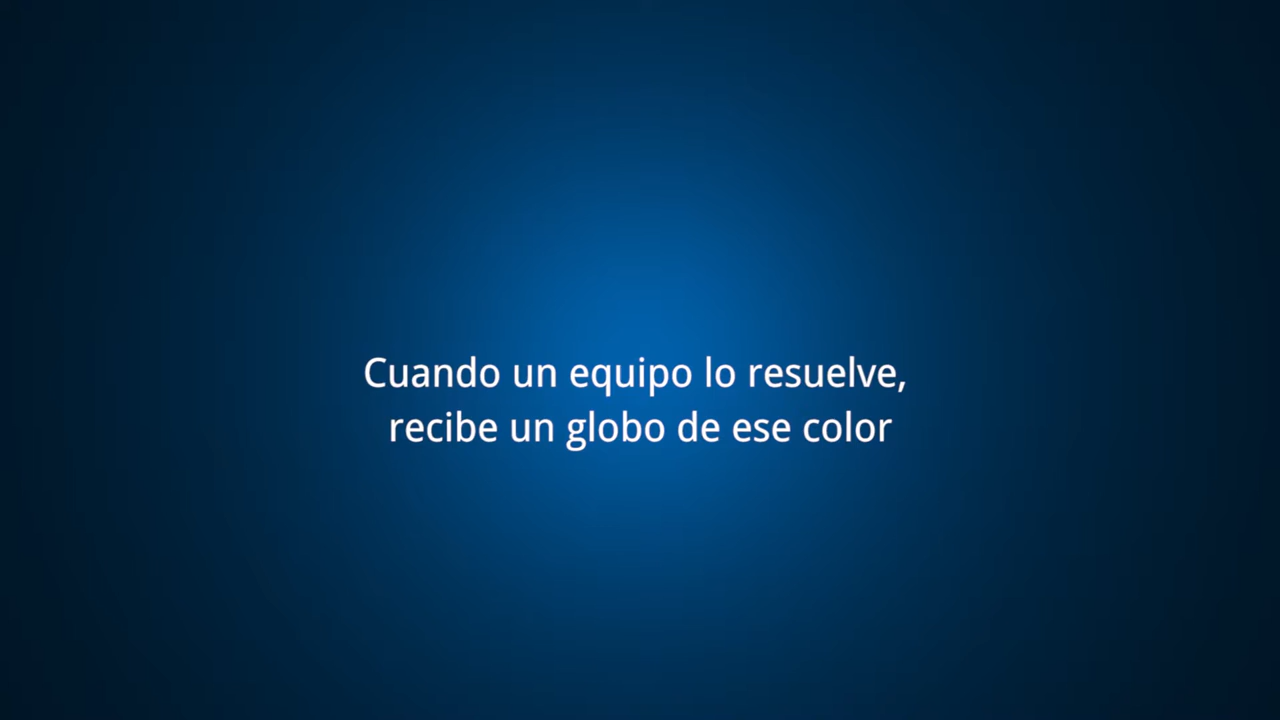 Cuando un equipo lo resuelve,
recibe un globo de ese color